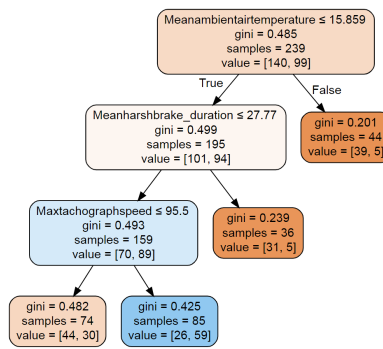 Meanambientairtemperature ≤ 15.859
gini = 0.485
samples = 239
value = [140, 99]
True
False
Meanharshbrake_duration ≤ 27.77
gini = 0.499
samples = 195
value = [101, 94]
gini = 0.201
samples = 44
value = [39, 5]
Maxtachographspeed ≤ 95.5
gini = 0.493
samples = 159
value = [70, 89]
gini = 0.239
samples = 36
value = [31, 5]
gini = 0.482
samples = 74
value = [44, 30]
gini = 0.425
samples = 85
value = [26, 59]